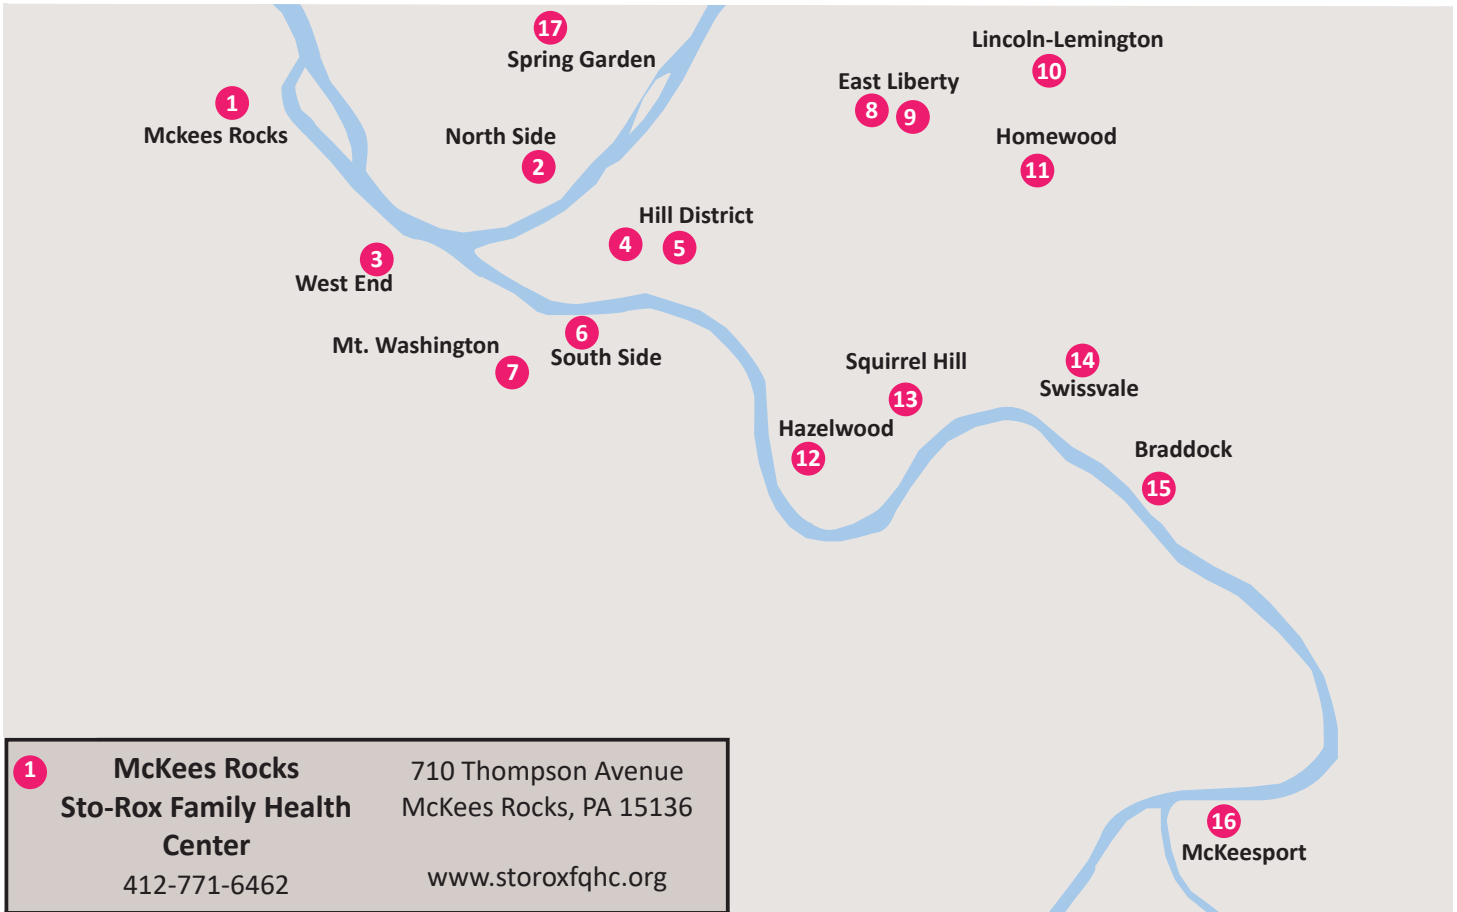 17
Spring Garden
Lincoln-Lemington
10
East Liberty
8
9
1
Mckees Rocks
North Side
2
Homewood
11
Hill District
4
5
3
West End
6
South Side
Mt. Washington
7
Squirrel Hill
13
14
Swissvale
Hazelwood
12
Braddock
15
16
McKeesport
1
McKees Rocks
Sto-Rox Family Health
Center
412-771-6462
710 Thompson Avenue
McKees Rocks, PA 15136
www.storoxfqhc.org